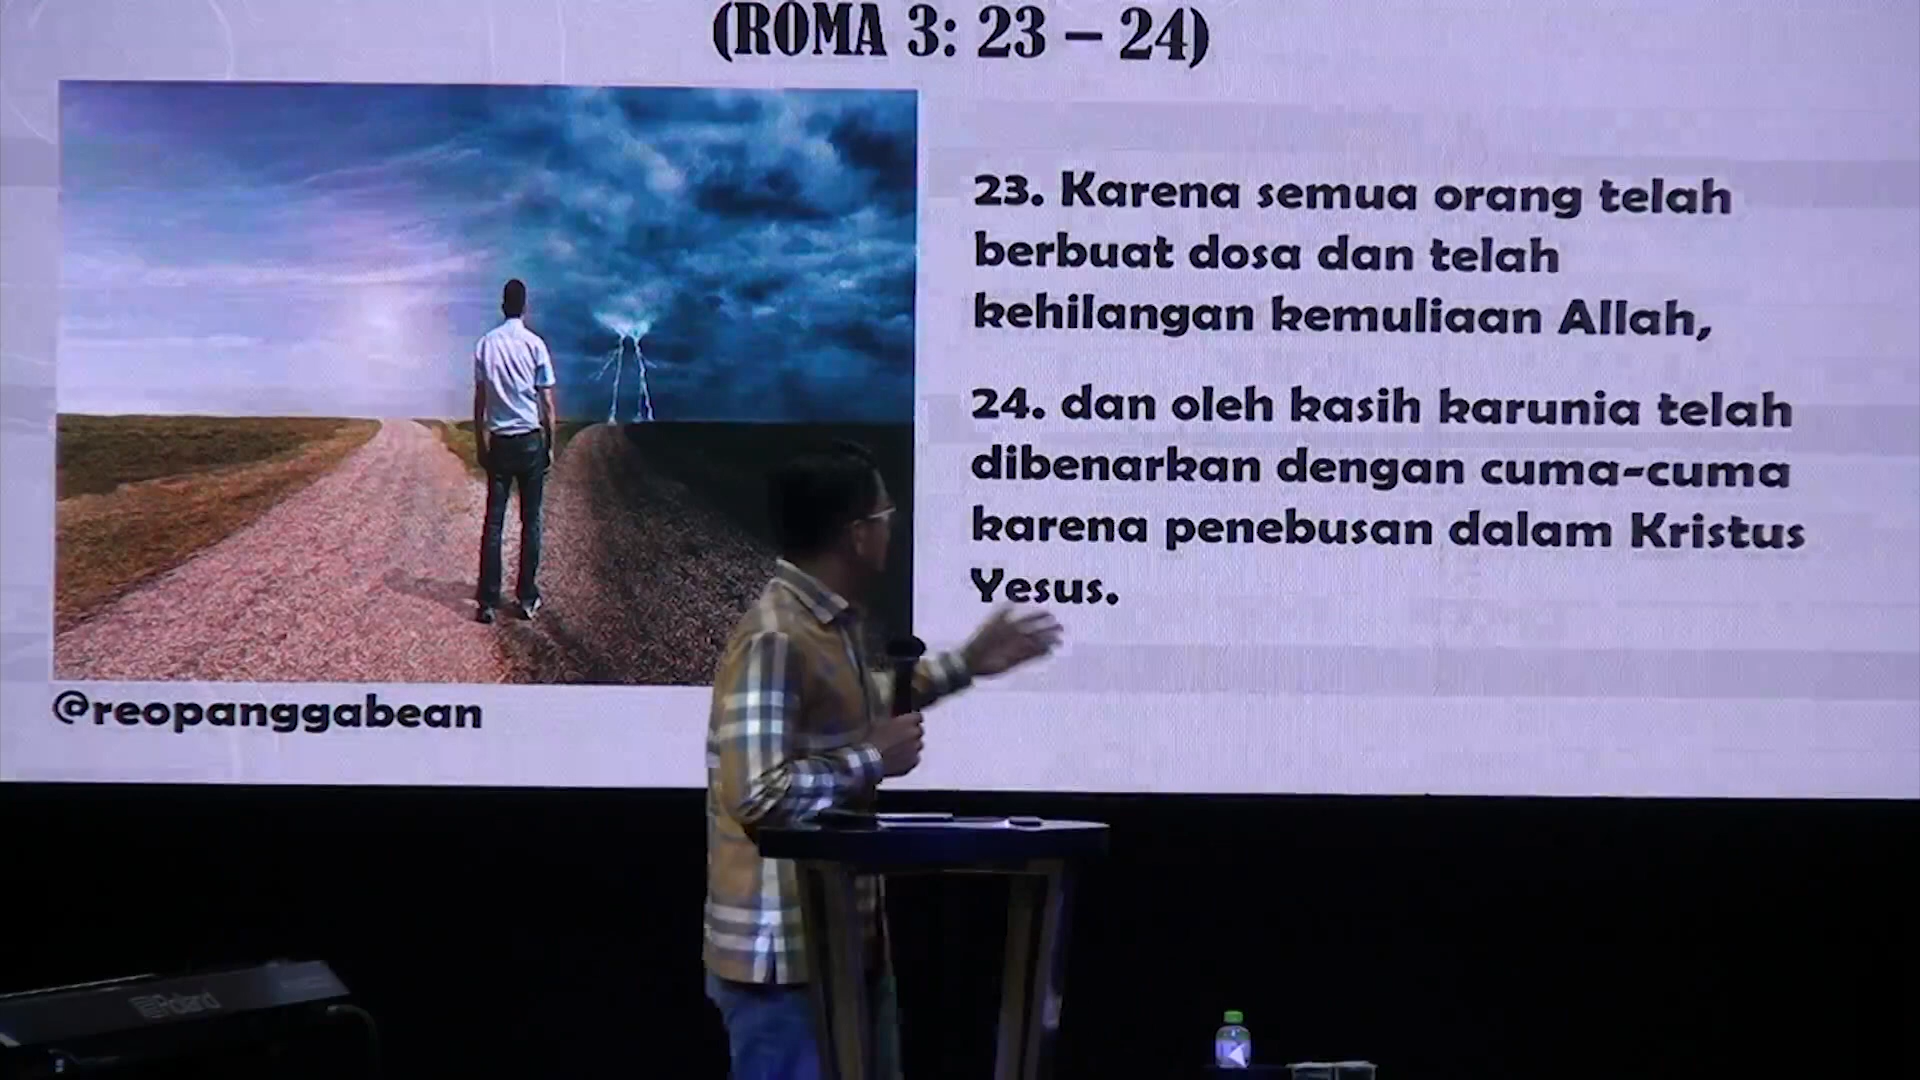 (ROMA 3: 23 – 24)
23. Karena semua orang telah
berbuat dosa dan telah
kehilangan kemuliaan Allah,
24. dan oleh kasih karunia telah
dibenarkan dengan cuma-cuma
karena penebusan dalam Kristus
Yesus.
@reopanggabean
Roland